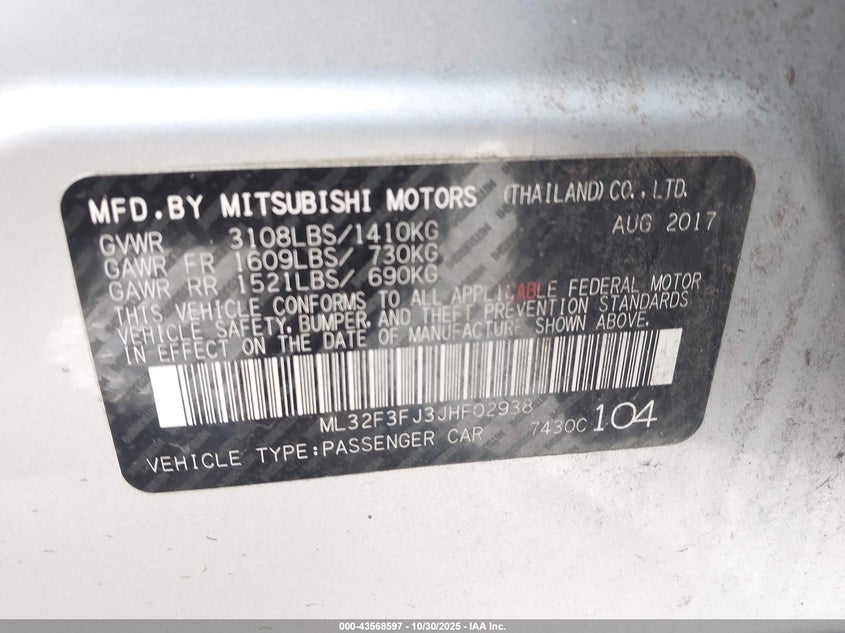 MFD.BY MITSUBISHI MOTORS (THAILAND)CO.,LTD.
GVWR 3108LBS/1410KG AUG 2017
GAWR FR 1609LBS/ 730KG
GAWR RR 1521LBS/ 690KG
THIS VEHICLE CONFORMS TO ALL APPLICABLE FEDERAL MOTOR
VEHICLE SAFETY, BUMPER, AND THEFT PREVENTION STANDARDS
IN EFFECT ON THE DATE OF MANUFACTURE SHOWN ABOVE.
ML32F3FJ3JHF02938
7430C 104
VEHICLE TYPE:PASSENGER CAR
000-43568597 - 10/30/2025 - IAA Inc.